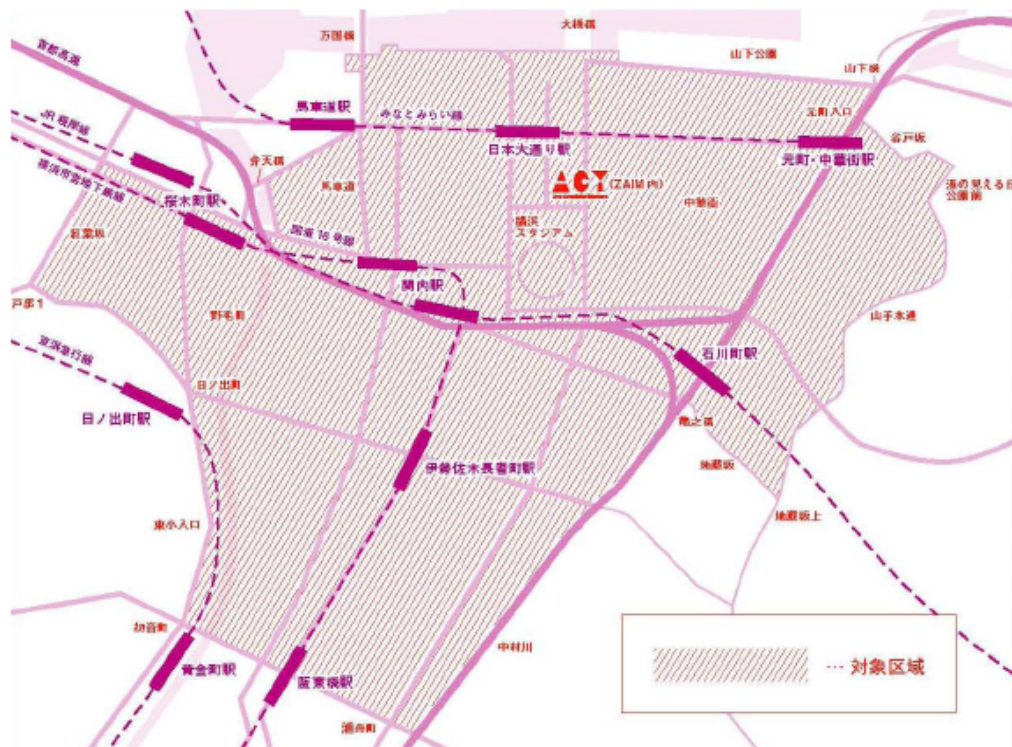 万国橋
大桟橋
山下公園
山下橋
首都高速
馬車道駅
みなとみらい線
日本大通り駅
元町入口
元町・中華街駅
谷戸坂
港の見える丘
公園前
JR 根岸線
横浜市営地下鉄線
弁天橋
馬車道
ACY (ZAIM内)
中華街
桜木町駅
紅葉坂
国道 16号線
横浜
スタジアム
関内駅
戸部1
野毛町
山手本通
京浜急行線
日ノ出町
石川町駅
日ノ出町駅
亀之橋
伊勢佐木長者町駅
地蔵坂
地蔵坂上
東小入口
初音町
黄金町駅
阪東橋駅
中村川
浦舟町
… 対象区域